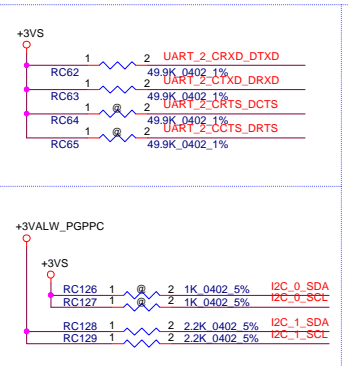 +3VS
1 2 UART_2_CRXD_DTXD
RC62 49.9K_0402_1%
1 2 UART_2_CTXD_DRXD
RC63 49.9K_0402_1%
1 @ 2 UART_2_CRTS_DCTS
RC64 49.9K_0402_1%
1 @ 2 UART_2_CCTS_DRTS
RC65 49.9K_0402_1%
+3VALW_PGPPC
+3VS
RC126 1 @ 2 1K_0402_5% I2C_0_SDA
RC127 1 @ 2 1K_0402_5% I2C_0_SCL
RC128 1 2 2.2K_0402_5% I2C_1_SDA
RC129 1 2 2.2K_0402_5% I2C_1_SCL